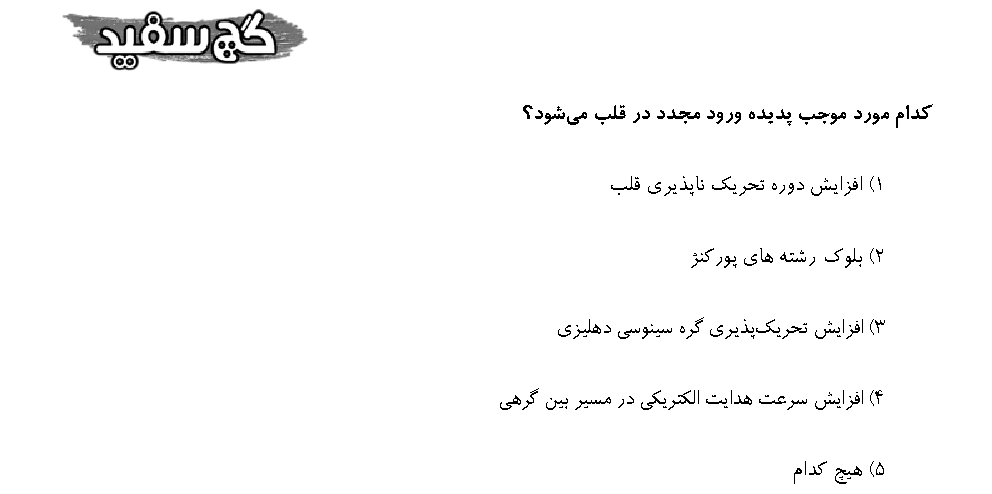 گچ سفید
کدام مورد موجب پدیده ورود مجدد در قلب می‌شود؟
۱) افزایش دوره تحریک ناپذیری قلب
۲) بلوک رشته های پورکنژ
۳) افزایش تحریک‌پذیری گره سینوسی دهلیزی
۴) افزایش سرعت هدایت الکتریکی در مسیر بین گرهی
۵) هیچ کدام